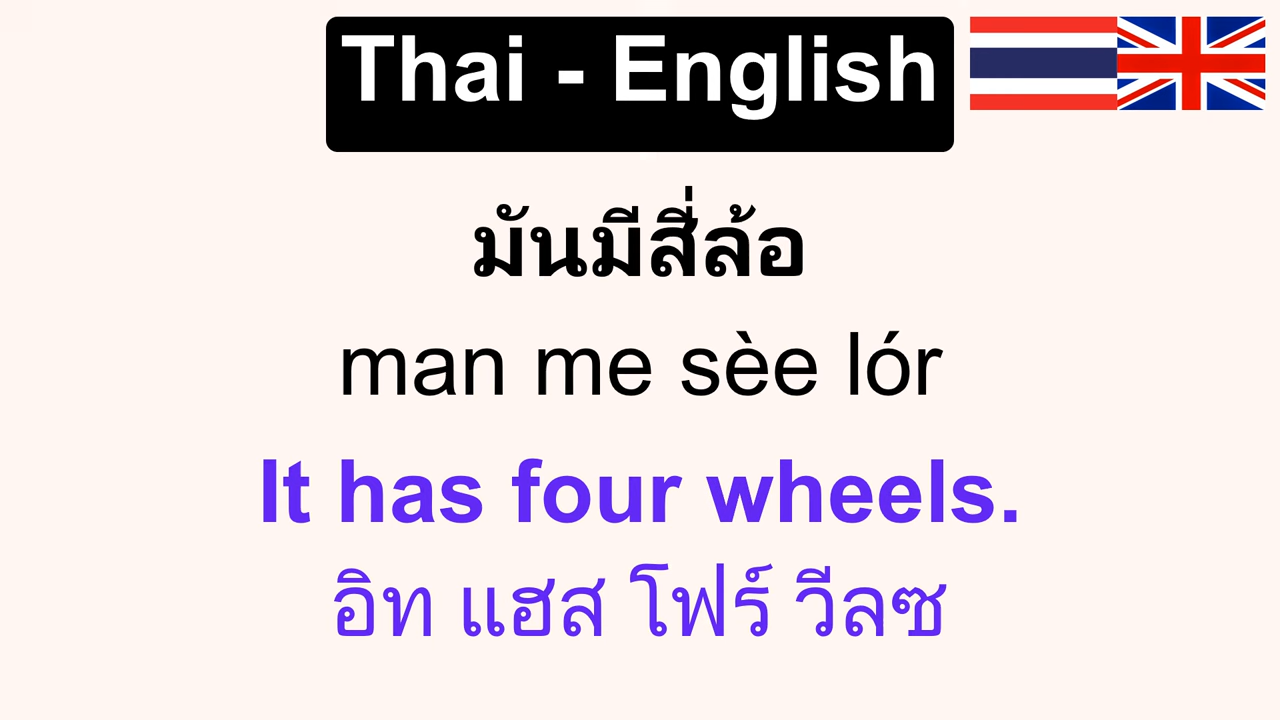 Thai - English
มันมีสี่ล้อ
man me sèe lór
It has four wheels.
อิท แฮส โฟร์ วีลซ